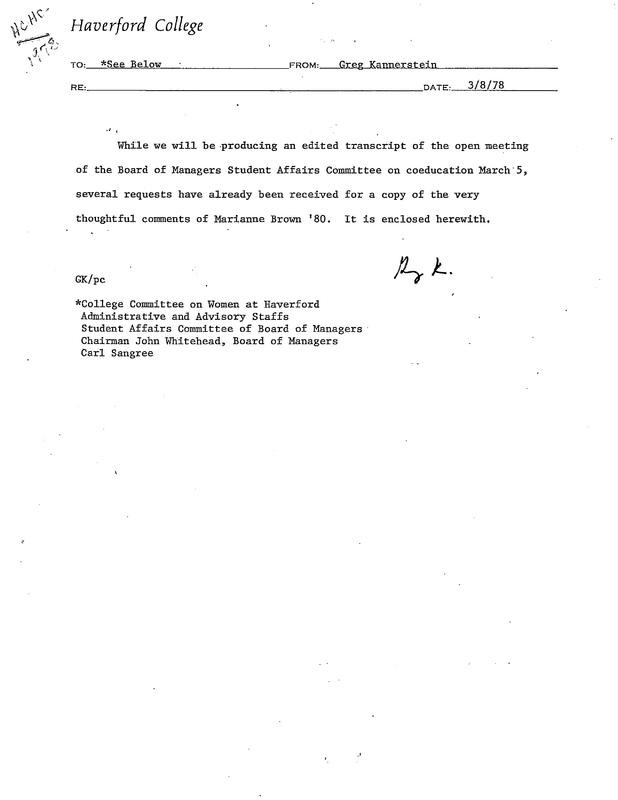 HCHC-
1978
Haverford College
TO: *See Below FROM: Greg Kannerstein
RE: DATE: 3/8/78
While we will be producing an edited transcript of the open meeting
of the Board of Managers Student Affairs Committee on coeducation March 5,
several requests have already been received for a copy of the very
thoughtful comments of Marianne Brown '80. It is enclosed herewith.
Greg K.
GK/pc
*College Committee on Women at Haverford
Administrative and Advisory Staffs
Student Affairs Committee of Board of Managers
Chairman John Whitehead, Board of Managers
Carl Sangree